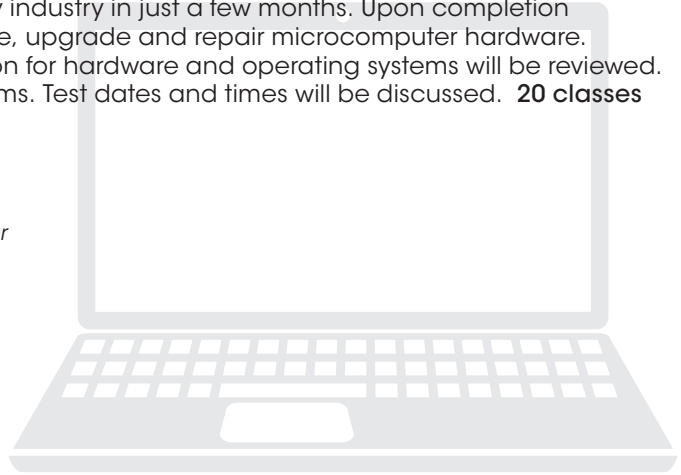 industry in just a few months. Upon completion
e, upgrade and repair microcomputer hardware.
on for hardware and operating systems will be reviewed.
ms. Test dates and times will be discussed. 20 classes
r